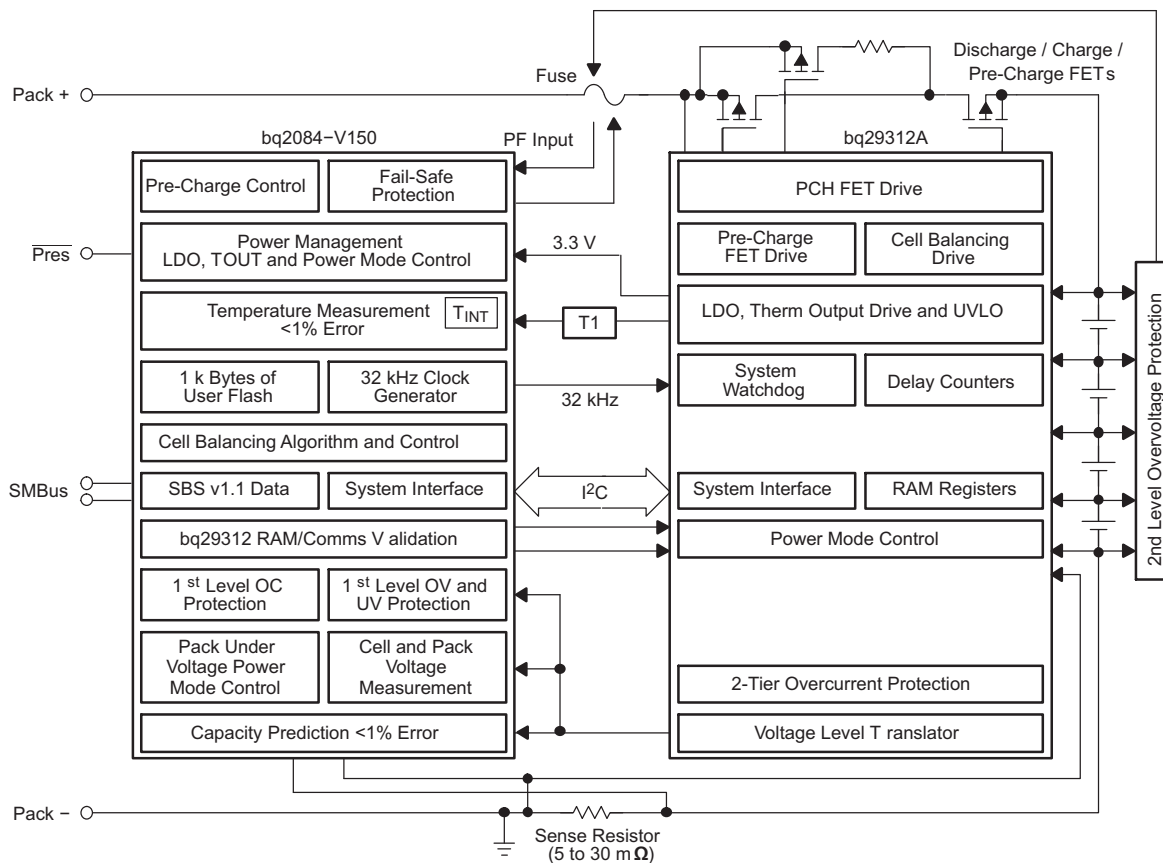 Discharge / Charge /
Pre-Charge FETs
Fuse
Pack +
bq2084−V150
PF Input
bq29312A
Pre-Charge Control
Fail-Safe
Protection
PCH FET Drive
Pres
Power Management
LDO, TOUT and Power Mode Control
3.3 V
Pre-Charge
FET Drive
Cell Balancing
Drive
Temperature Measurement
<1% Error
TINT
T1
LDO, Therm Output Drive and UVLO
1 k Bytes of
User Flash
32 kHz Clock
Generator
32 kHz
System
Watchdog
Delay Counters
2nd Level Overvoltage Protection
Cell Balancing Algorithm and Control
SMBus
SBS v1.1 Data
System Interface
I2C
System Interface
RAM Registers
bq29312 RAM/Comms V alidation
Power Mode Control
1 st Level OC
Protection
1 st Level OV and
UV Protection
Pack Under
Voltage Power
Mode Control
Cell and Pack
Voltage
Measurement
2-Tier Overcurrent Protection
Capacity Prediction <1% Error
Voltage Level T ranslator
Pack −
Sense Resistor
(5 to 30 m Ω)